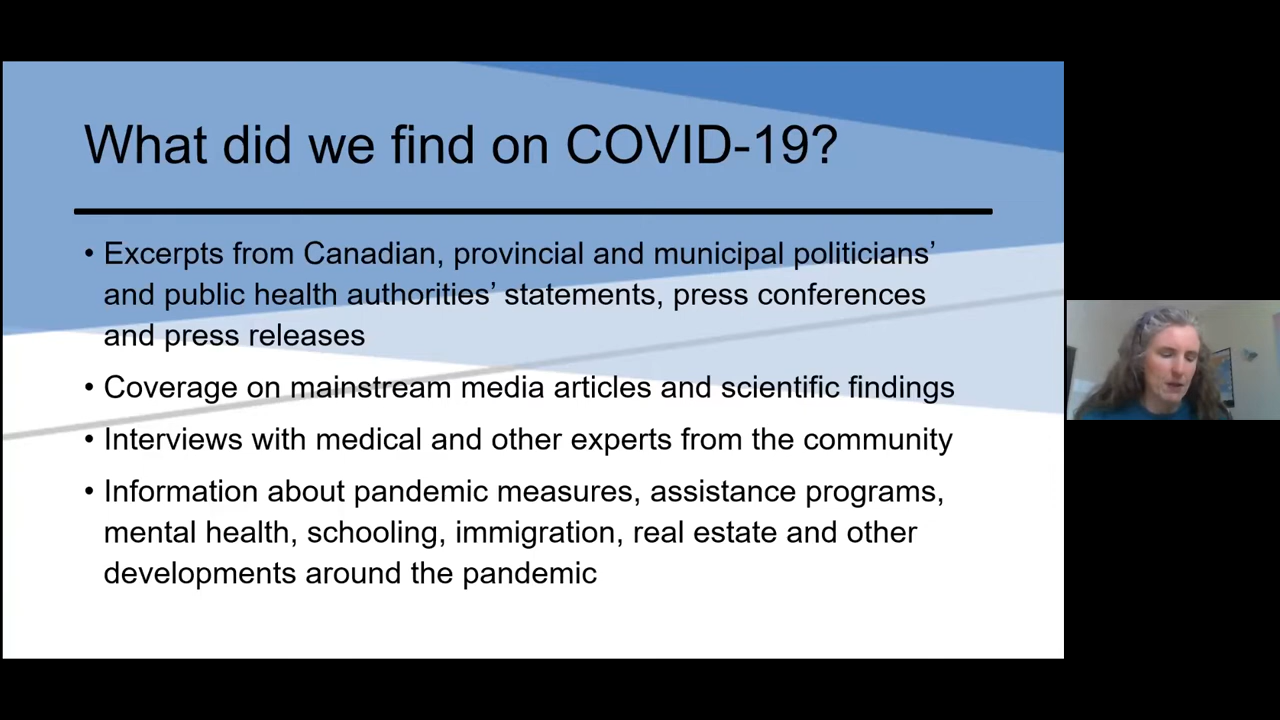 What did we find on COVID-19?
• Excerpts from Canadian, provincial and municipal politicians’
and public health authorities’ statements, press conferences
and press releases
• Coverage on mainstream media articles and scientific findings
• Interviews with medical and other experts from the community
• Information about pandemic measures, assistance programs,
mental health, schooling, immigration, real estate and other
developments around the pandemic